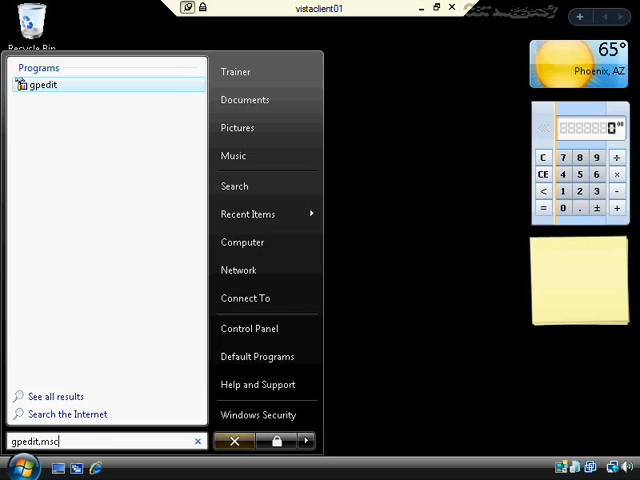 vistaclient01
Recycle Bin
Programs
gpedit
See all results
Search the Internet
gpedit.msc
Trainer
Documents
Pictures
Music
Search
Recent Items
Computer
Network
Connect To
Control Panel
Default Programs
Help and Support
Windows Security
65°
Phoenix, AZ
C 7 8 9 ÷
CE 4 5 6 ×
< 1 2 3 -
= 0 . ± +